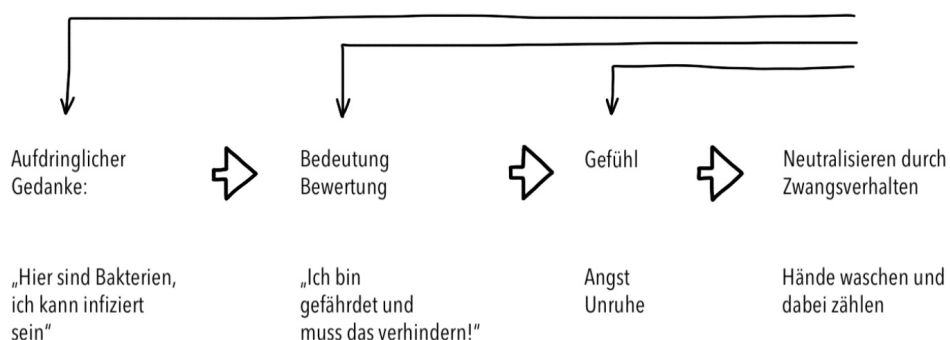 Aufdringlicher
Gedanke:
Bedeutung
Bewertung
Gefühl
Neutralisieren durch
Zwangsverhalten
„Hier sind Bakterien,
ich kann infiziert
sein“
„Ich bin
gefährdet und
muss das verhindern!“
Angst
Unruhe
Hände waschen und
dabei zählen